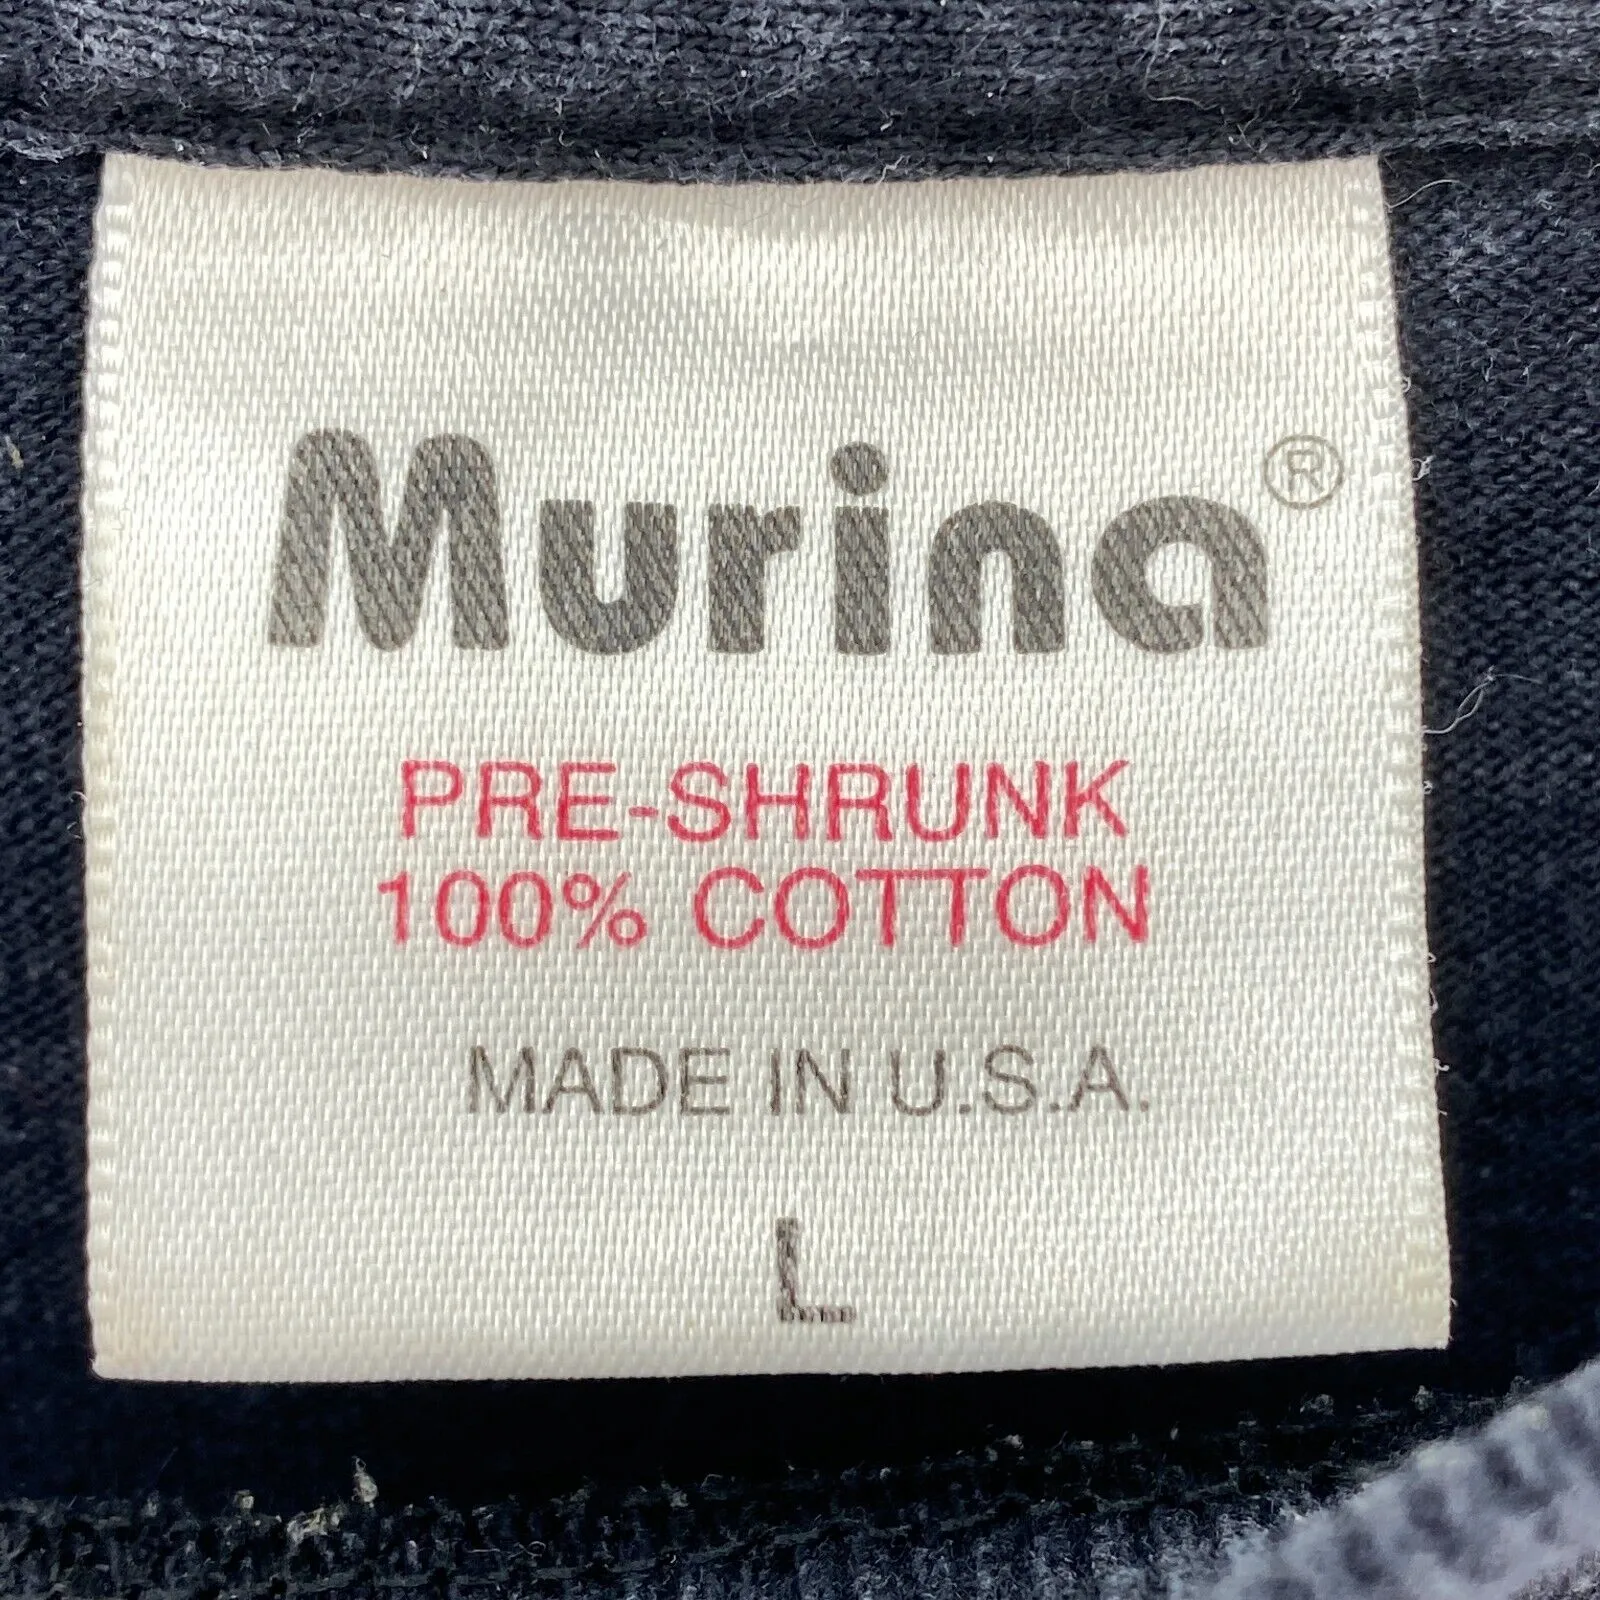 Murina®
PRE-SHRUNK
100% COTTON
MADE IN U.S.A.
L